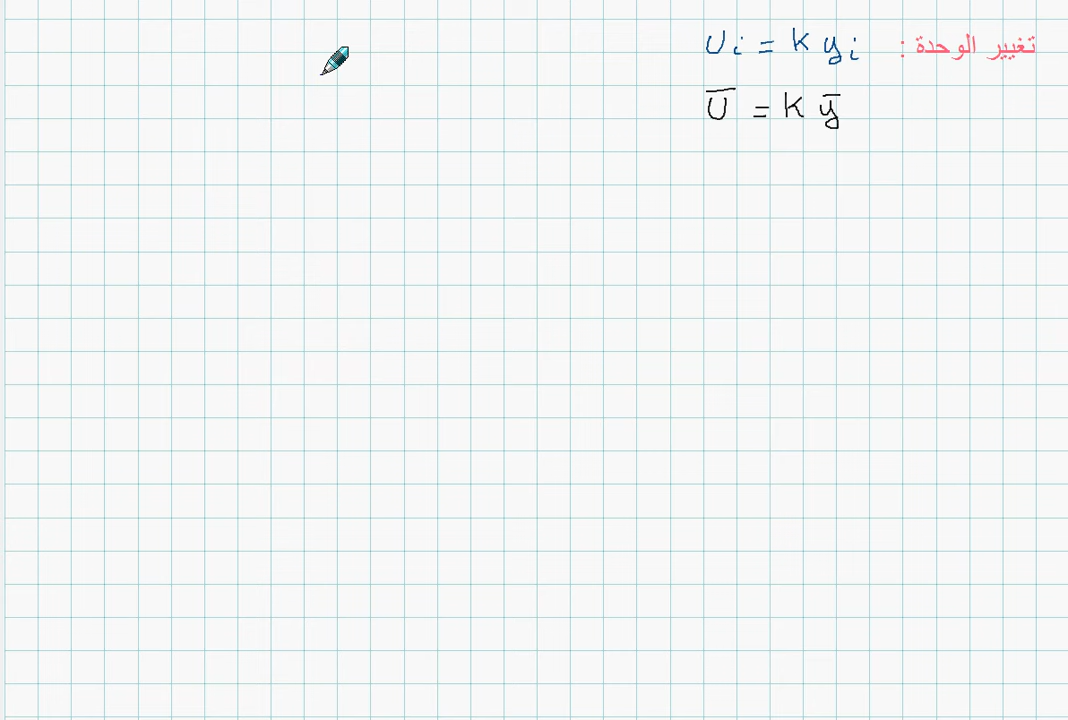 تغيير الوحدة : Ui = K yi
U̅ = K y̅